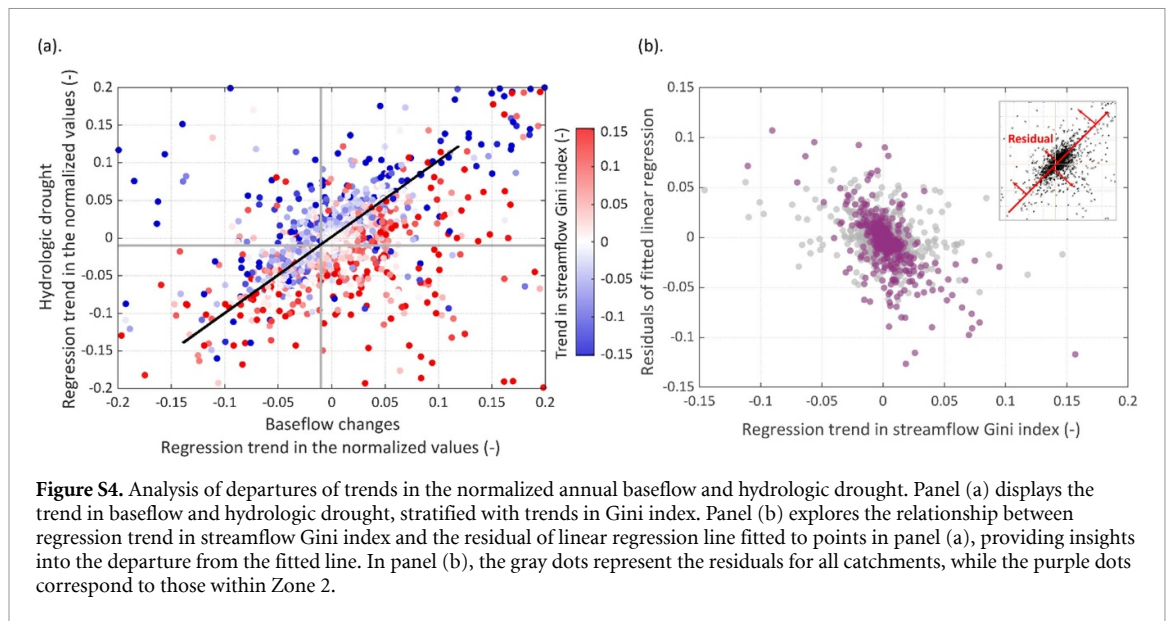 (a).
Hydrologic drought
Regression trend in the normalized values (-)
0.2
0.15
0.1
0.05
0
-0.05
-0.1
-0.15
-0.2
-0.2
-0.15
-0.1
-0.05
0
0.05
0.1
0.15
0.2
Baseflow changes
Regression trend in the normalized values (-)
Trend in streamflow Gini index (-)
0.15
0.10
0.05
0
-0.05
-0.10
-0.15
(b).
Residuals of fitted linear regression
0.15
0.1
0.05
0
-0.05
-0.1
-0.15
-0.15
-0.1
-0.05
0
0.05
0.1
0.15
0.2
Regression trend in streamflow Gini index (-)
Residual
Figure S4. Analysis of departures of trends in the normalized annual baseflow and hydrologic drought. Panel (a) displays the
trend in baseflow and hydrologic drought, stratified with trends in Gini index. Panel (b) explores the relationship between
regression trend in streamflow Gini index and the residual of linear regression line fitted to points in panel (a), providing insights
into the departure from the fitted line. In panel (b), the gray dots represent the residuals for all catchments, while the purple dots
correspond to those within Zone 2.